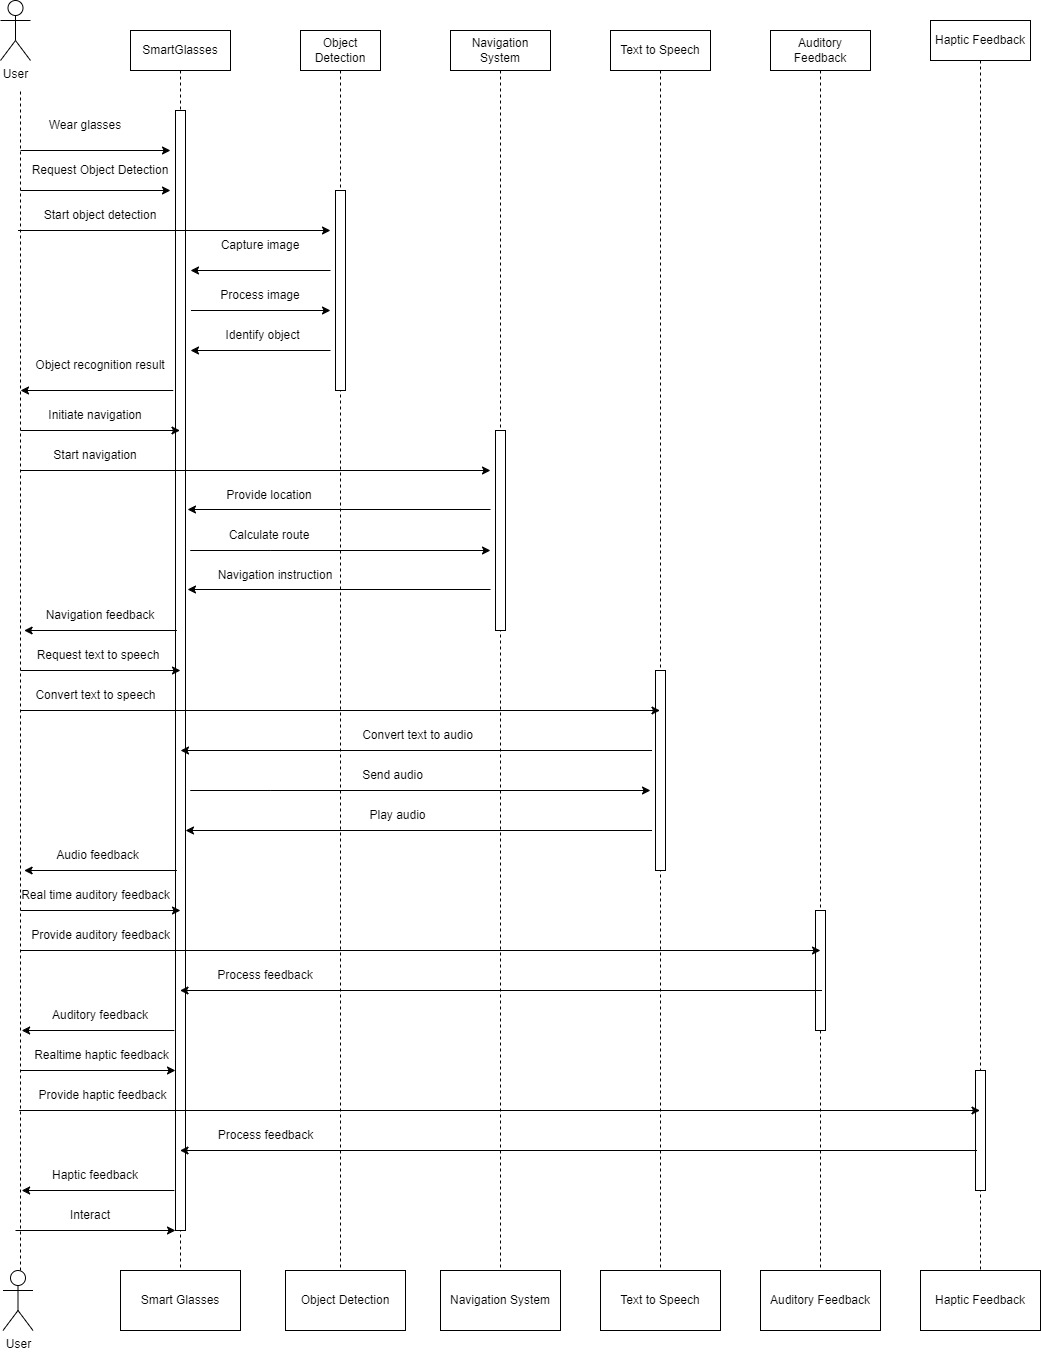 User
SmartGlasses
Object
Detection
Navigation
System
Text to Speech
Auditory
Feedback
Haptic Feedback
Wear glasses
Request Object Detection
Start object detection
Capture image
Process image
Identify object
Object recognition result
Initiate navigation
Start navigation
Provide location
Calculate route
Navigation instruction
Navigation feedback
Request text to speech
Convert text to speech
Convert text to audio
Send audio
Play audio
Audio feedback
Real time auditory feedback
Provide auditory feedback
Process feedback
Auditory feedback
Realtime haptic feedback
Provide haptic feedback
Process feedback
Haptic feedback
Interact
User
Smart Glasses
Object Detection
Navigation System
Text to Speech
Auditory Feedback
Haptic Feedback